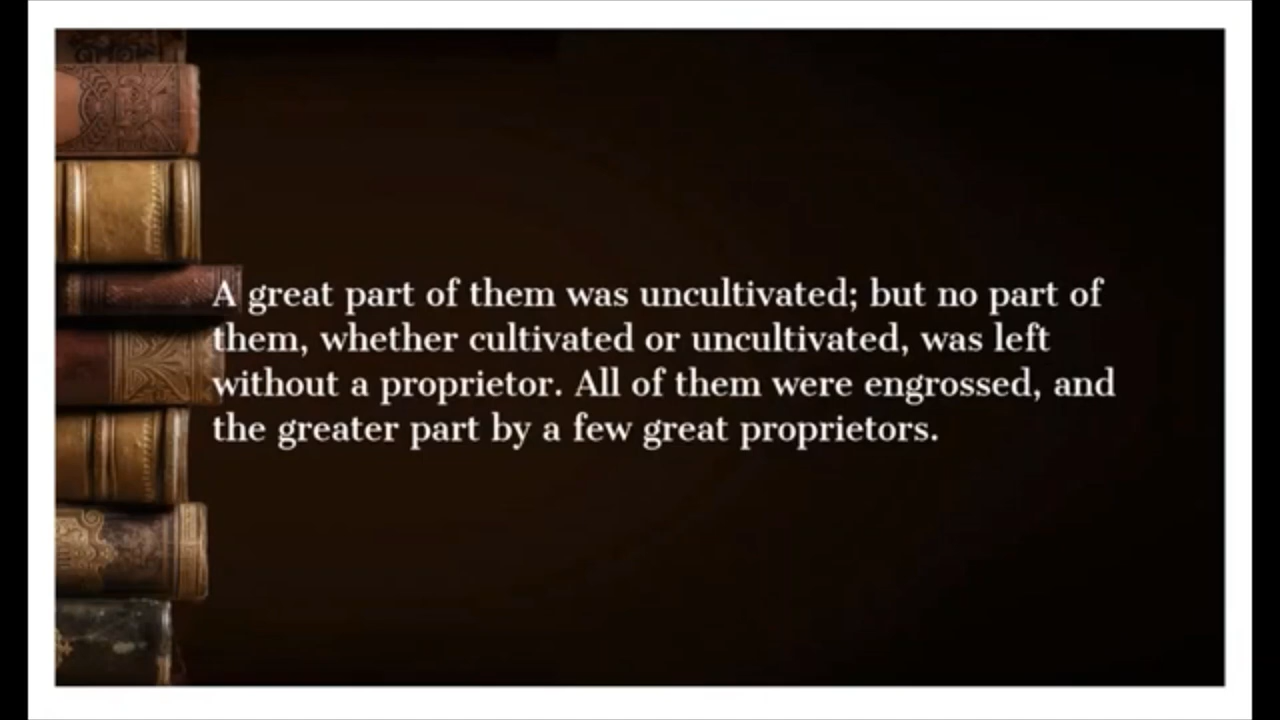 A great part of them was uncultivated; but no part of
them, whether cultivated or uncultivated, was left
without a proprietor. All of them were engrossed, and
the greater part by a few great proprietors.